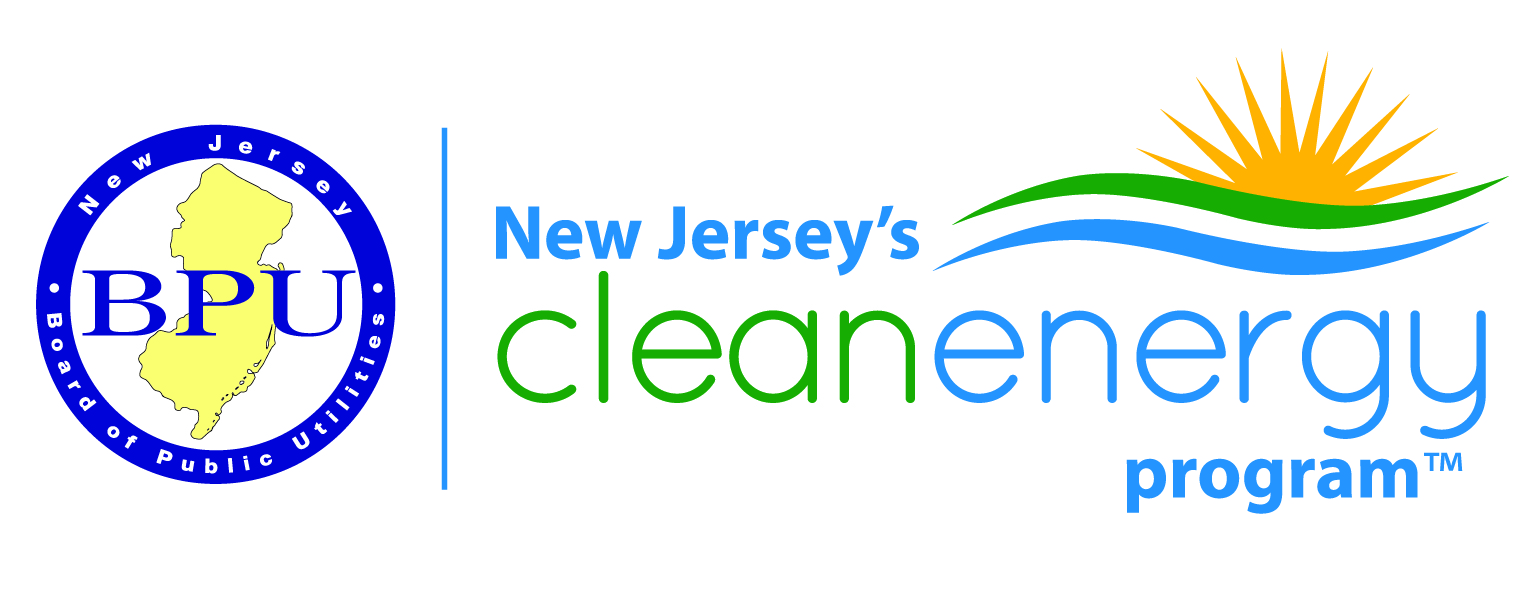 New Jersey
BPU
Board of Public Utilities
New Jersey's
cleanenergy
program™